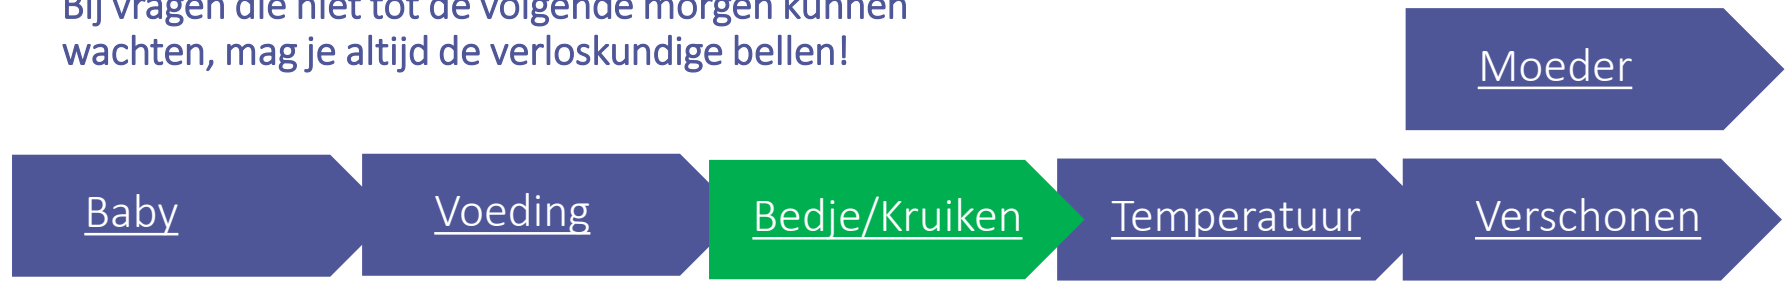 Bij vragen die niet tot de volgende morgen kunnen
wachten, mag je altijd de verloskundige bellen!
Moeder
Baby
Voeding
Bedje/Kruiken
Temperatuur
Verschonen